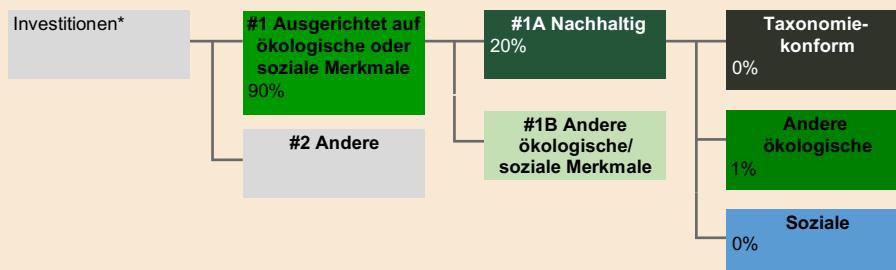 Investitionen*
#1 Ausgerichtet auf
ökologische oder
soziale Merkmale
90%
#2 Andere
#1A Nachhaltig
20%
#1B Andere
ökologische/
soziale Merkmale
Taxonomie-
konform
0%
Andere
ökologische
1%
Soziale
0%